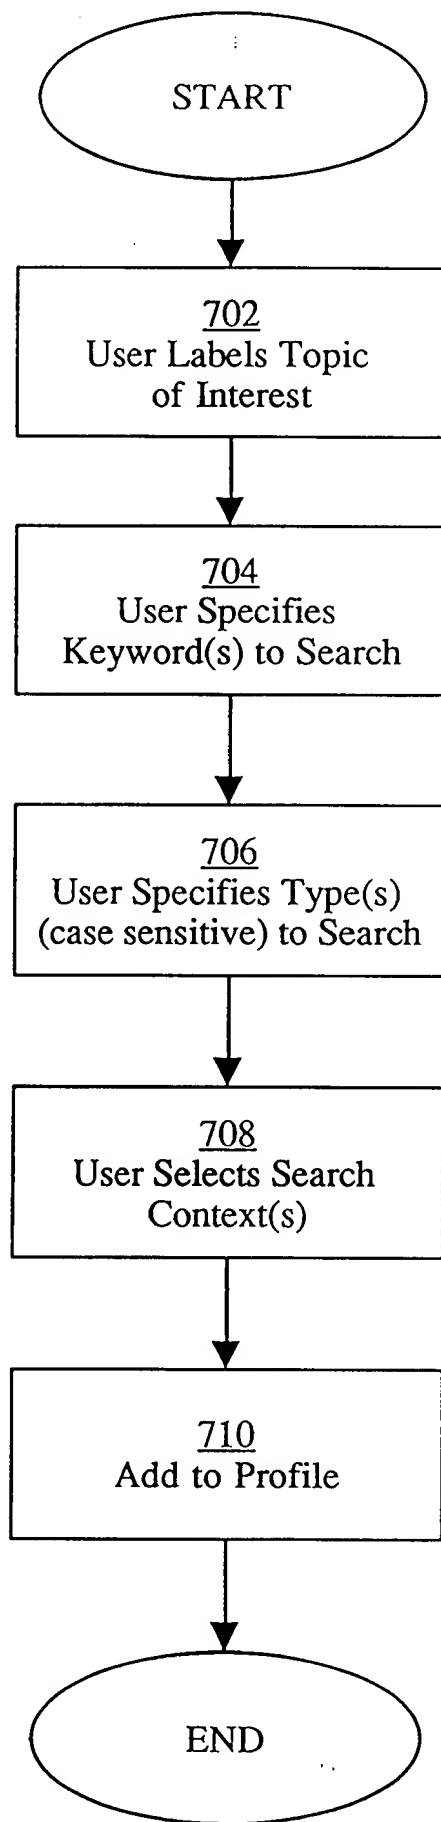 START
702
User Labels Topic
of Interest
704
User Specifies
Keyword(s) to Search
706
User Specifies Type(s)
(case sensitive) to Search
708
User Selects Search
Context(s)
710
Add to Profile
END